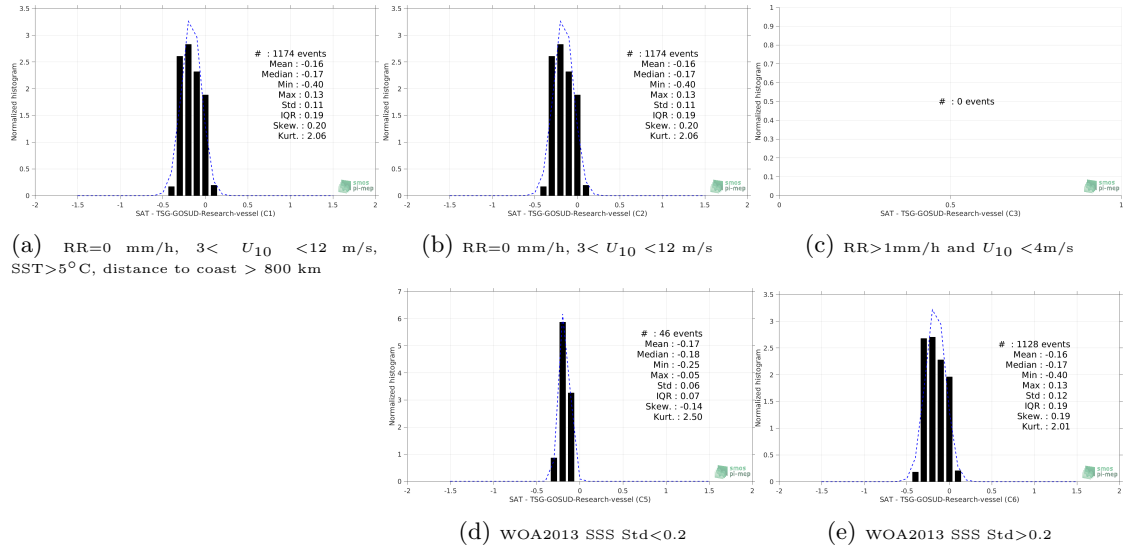 3.5
3
2.5
2
1.5
1
0.5
0
-2 -1.5 -1 -0.5 0 0.5 1 1.5 2
Normalized histogram
# : 1174 events
Mean : -0.16
Median : -0.17
Min : -0.40
Max : 0.13
Std : 0.11
IQR : 0.19
Skew. : 0.20
Kurt. : 2.06
smos
pi-mep
SAT - TSG-GOSUD-Research-vessel (C1)
(a) RR=0 mm/h, 3< U10 <12 m/s,
SST>5°C, distance to coast > 800 km
3.5
3
2.5
2
1.5
1
0.5
0
-2 -1.5 -1 -0.5 0 0.5 1 1.5 2
Normalized histogram
# : 1174 events
Mean : -0.16
Median : -0.17
Min : -0.40
Max : 0.13
Std : 0.11
IQR : 0.19
Skew. : 0.20
Kurt. : 2.06
smos
pi-mep
SAT - TSG-GOSUD-Research-vessel (C2)
(b) RR=0 mm/h, 3< U10 <12 m/s
1
0.9
0.8
0.7
0.6
0.5
0.4
0.3
0.2
0.1
0
0 0.5 1
Normalized histogram
# : 0 events
smos
pi-mep
SAT - TSG-GOSUD-Research-vessel (C3)
(c) RR>1mm/h and U10 <4m/s
7
6
5
4
3
2
1
0
-2 -1.5 -1 -0.5 0 0.5 1 1.5 2
Normalized histogram
# : 46 events
Mean : -0.17
Median : -0.18
Min : -0.25
Max : -0.05
Std : 0.06
IQR : 0.07
Skew. : -0.14
Kurt. : 2.50
smos
pi-mep
SAT - TSG-GOSUD-Research-vessel (C5)
(d) WOA2013 SSS Std<0.2
3.5
3
2.5
2
1.5
1
0.5
0
-2 -1.5 -1 -0.5 0 0.5 1 1.5 2
Normalized histogram
# : 1128 events
Mean : -0.16
Median : -0.17
Min : -0.40
Max : 0.13
Std : 0.12
IQR : 0.19
Skew. : 0.19
Kurt. : 2.01
smos
pi-mep
SAT - TSG-GOSUD-Research-vessel (C6)
(e) WOA2013 SSS Std>0.2